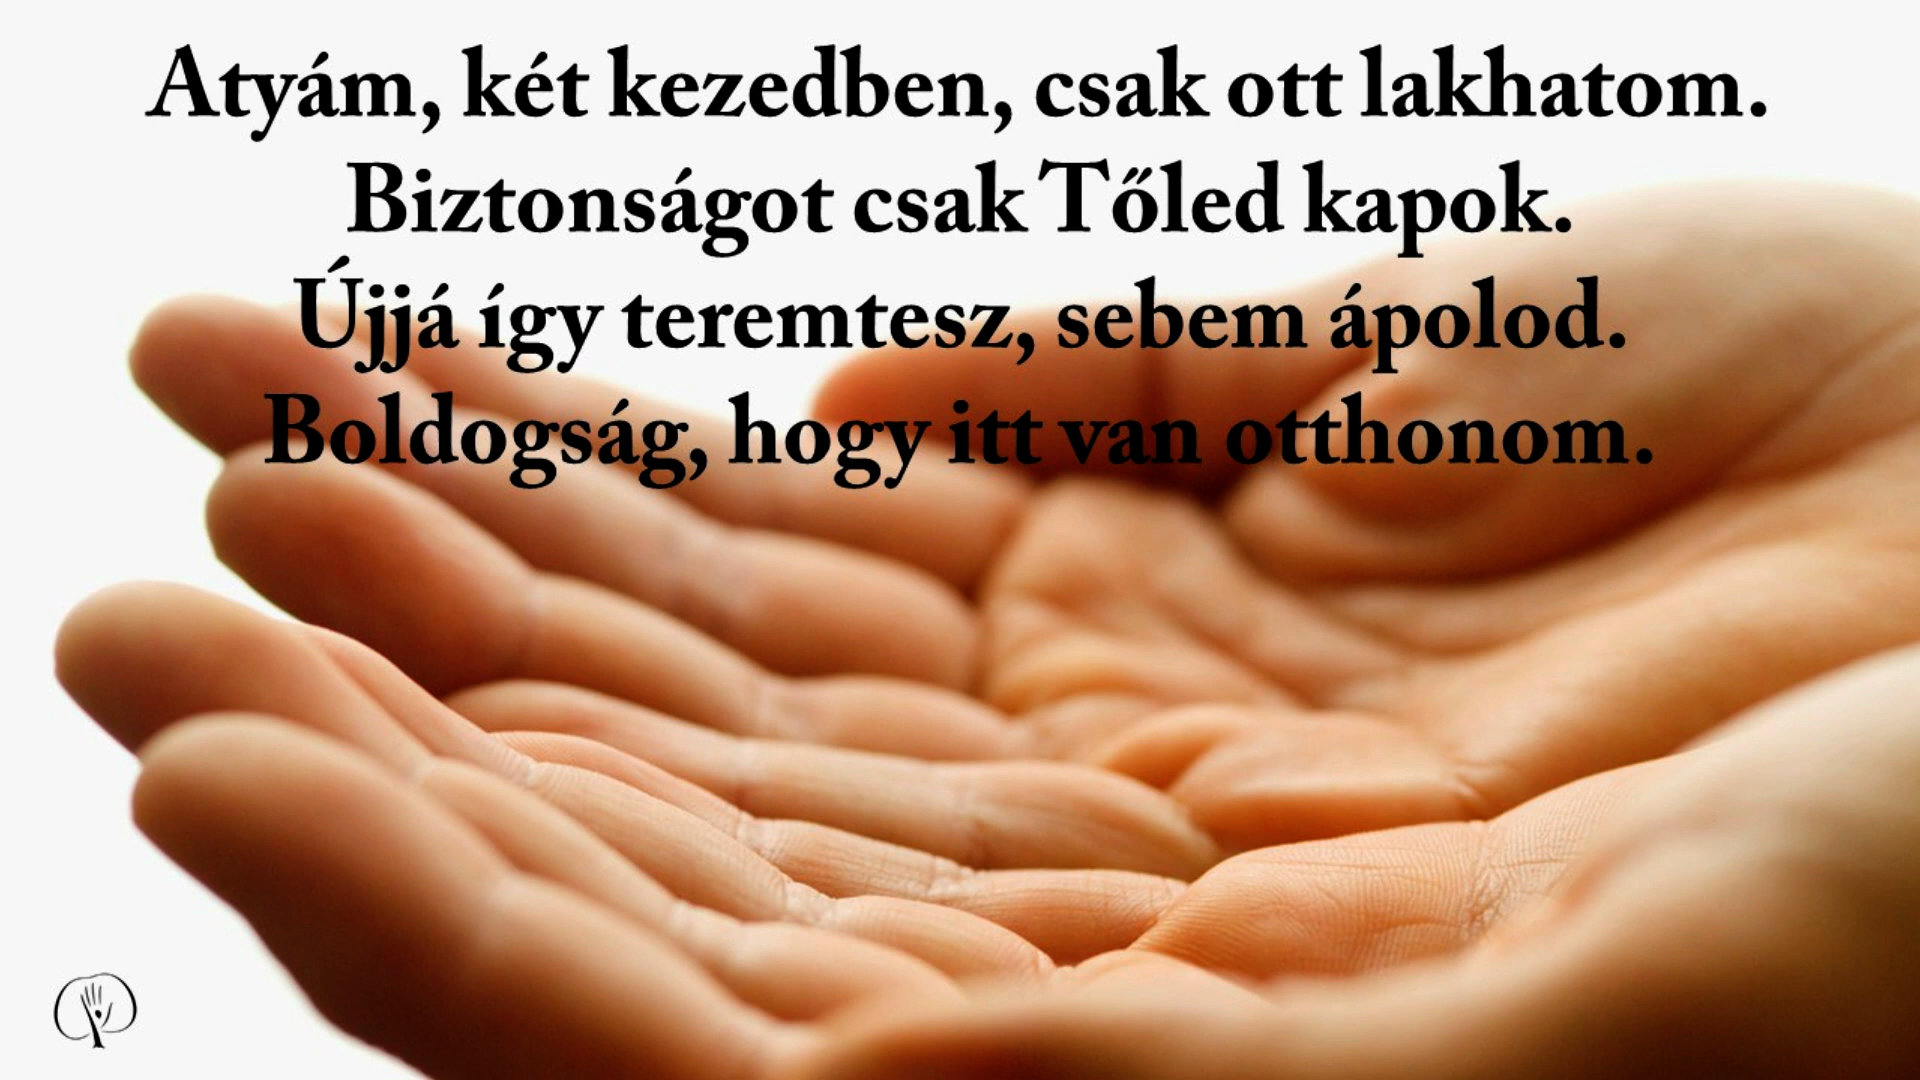 Atyám, két kezedben, csak ott lakhatom.
Biztonságot csak Tőled kapok.
Újjá így teremtesz, sebem ápolod.
Boldogság, hogy itt van otthonom.